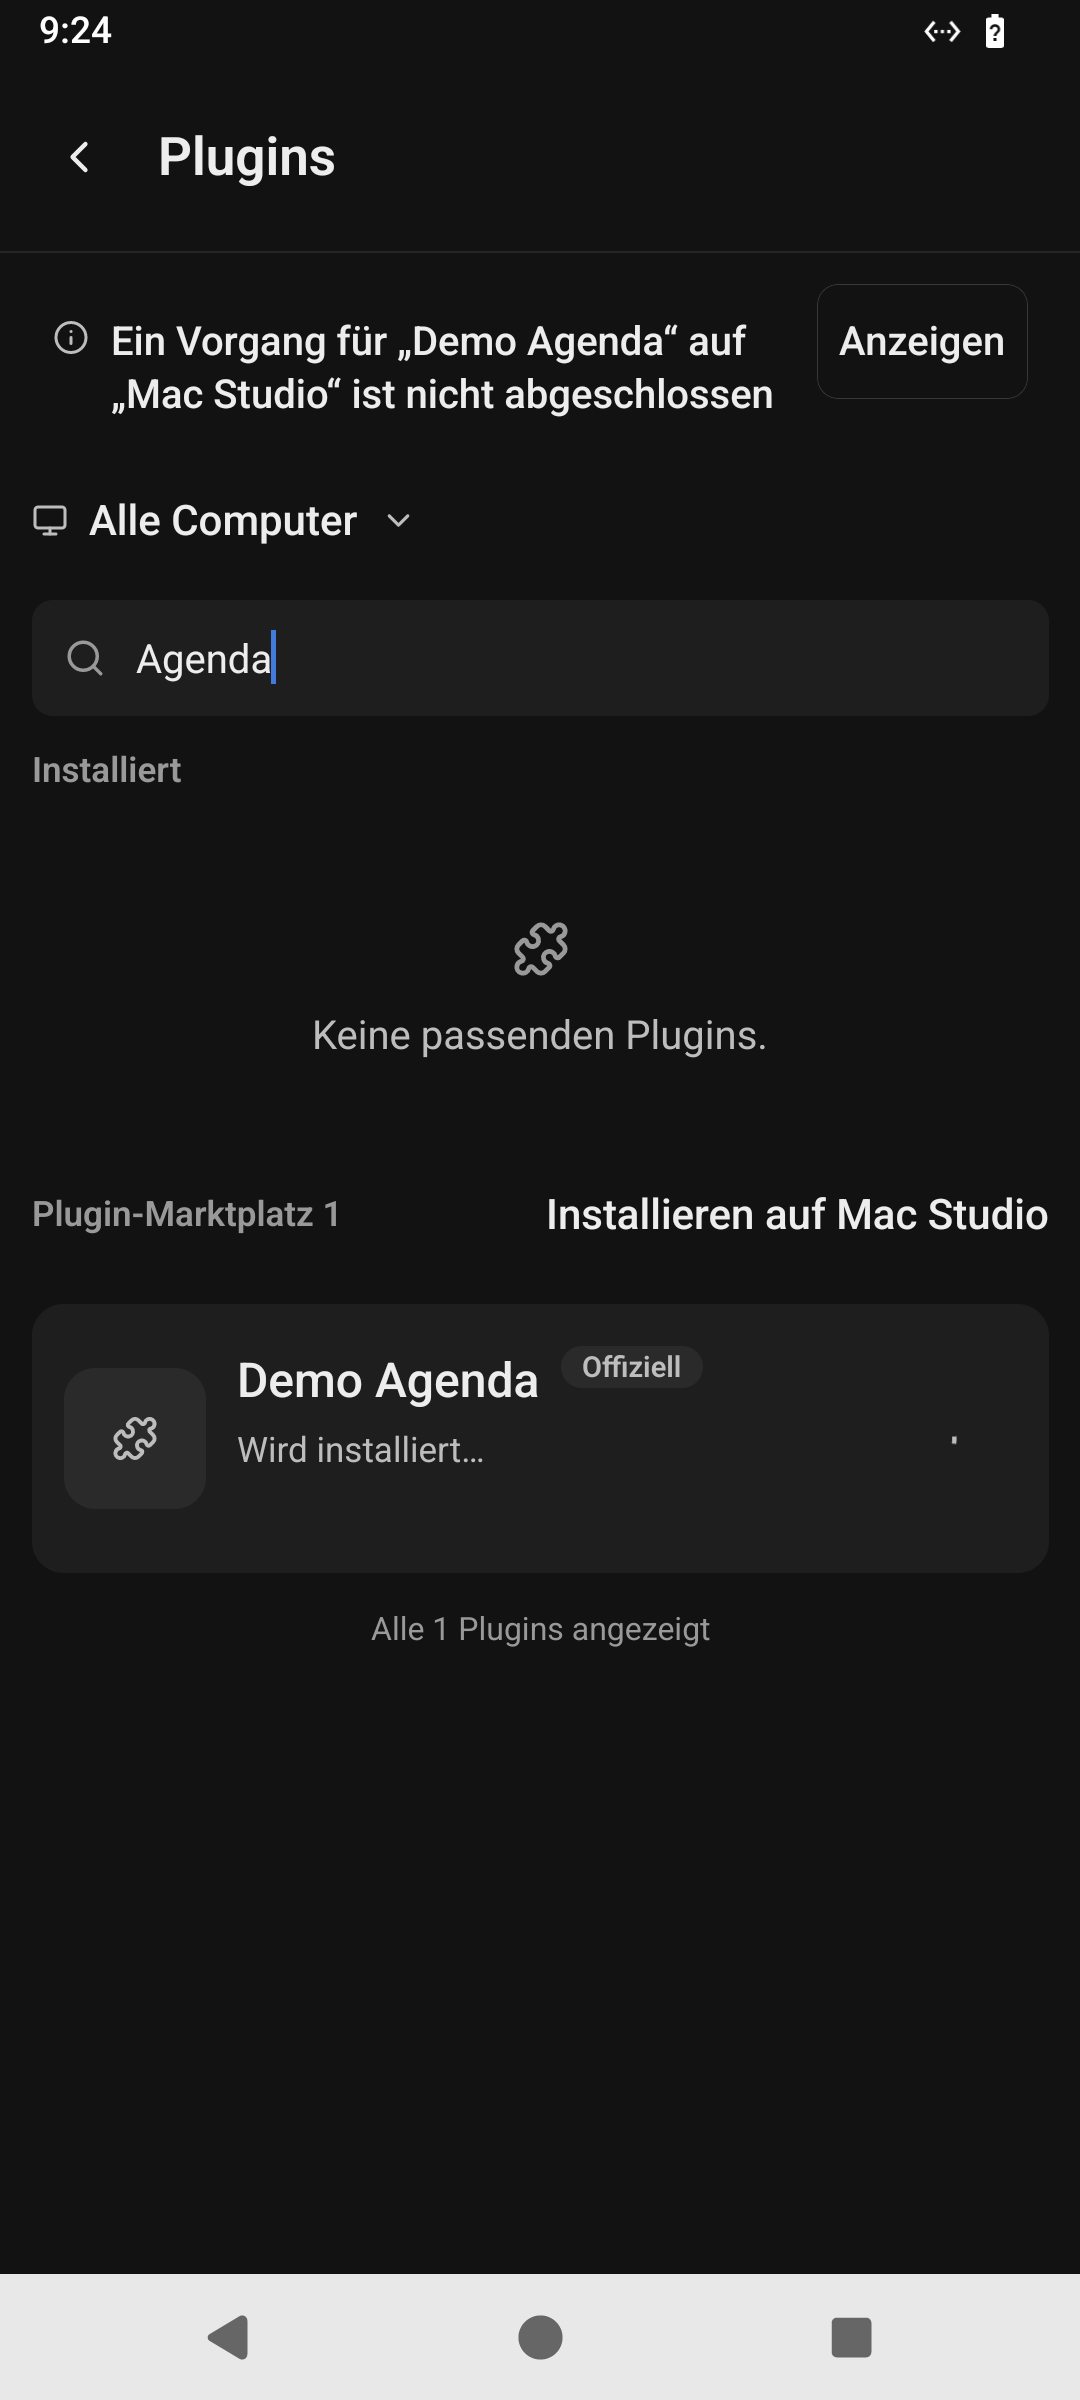 9:24
Plugins
Ein Vorgang für „Demo Agenda“ auf
„Mac Studio“ ist nicht abgeschlossen
Anzeigen
Alle Computer
Agenda
Installiert
Keine passenden Plugins.
Plugin-Marktplatz 1
Installieren auf Mac Studio
Demo Agenda
Offiziell
Wird installiert…
Alle 1 Plugins angezeigt